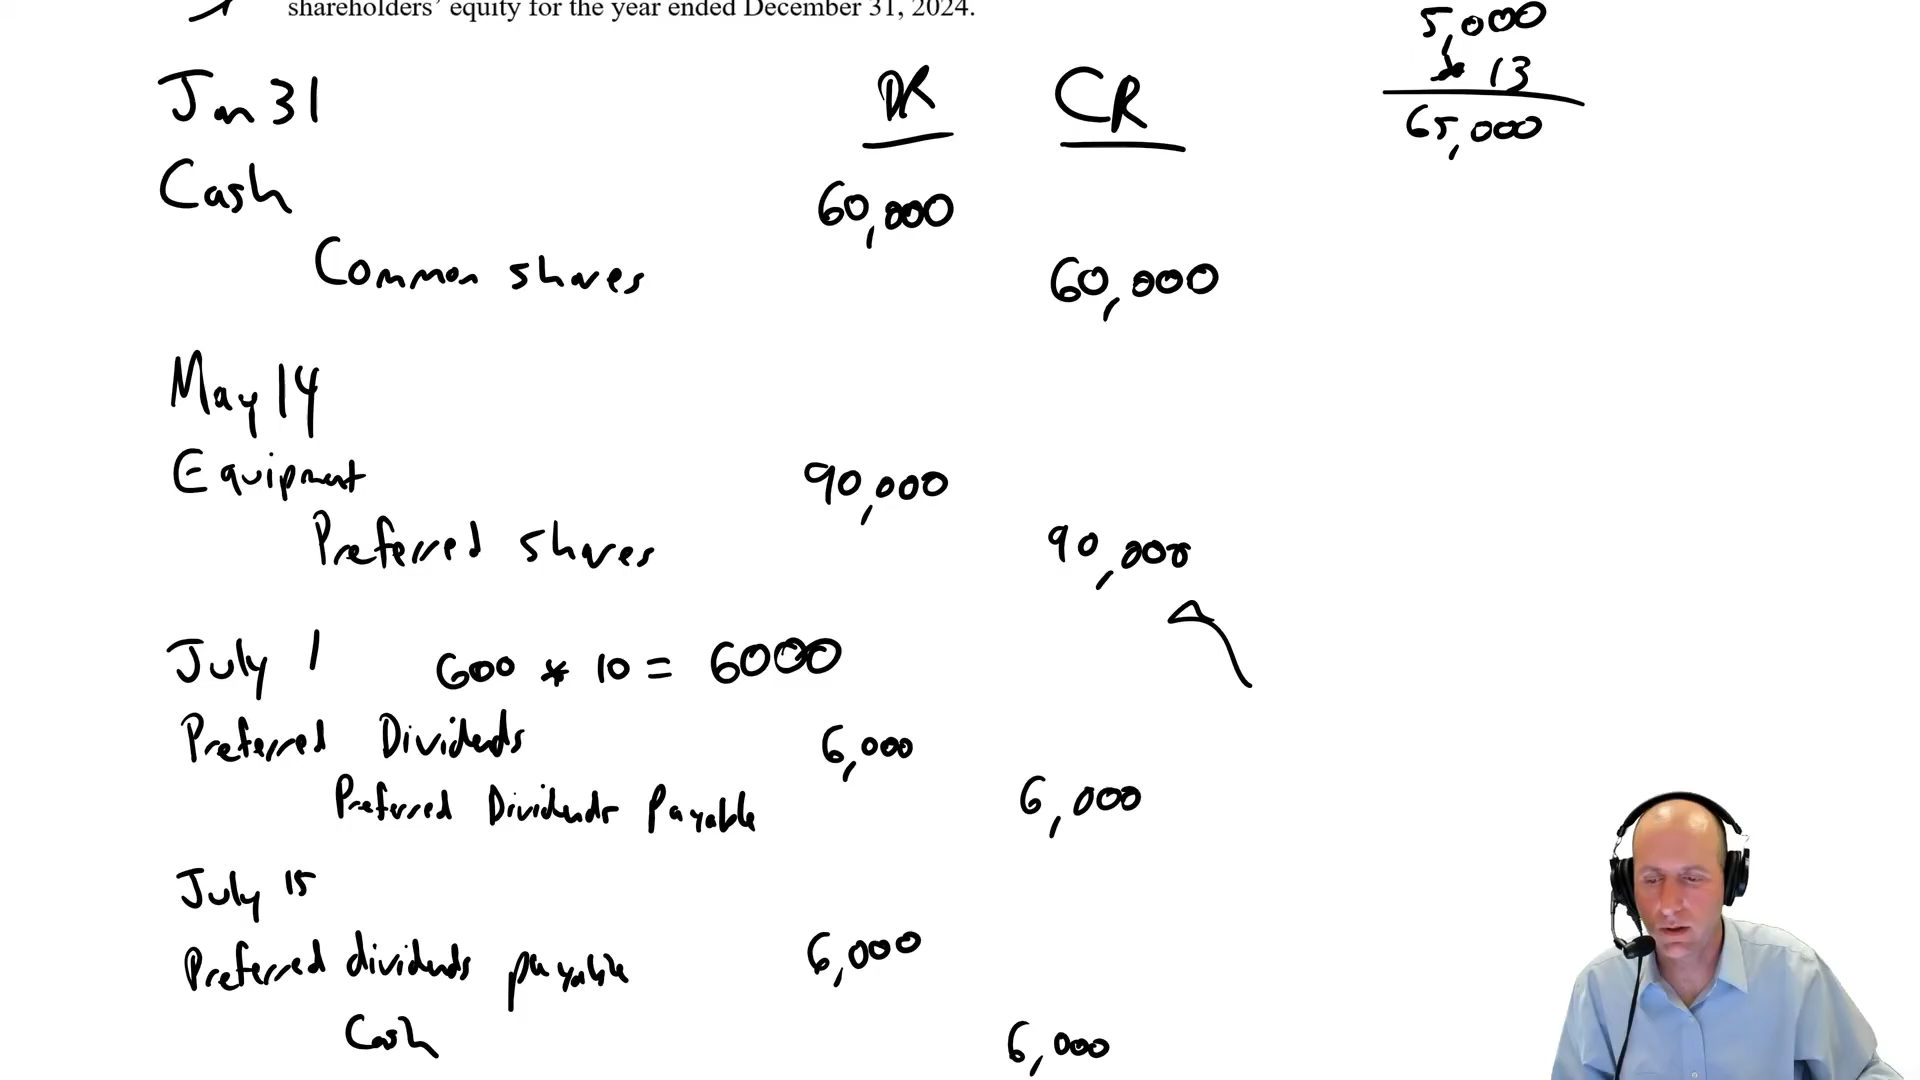 shareholders' equity for the year ended December 31, 2024.
5,000
* 13
65,000
Jan 31 DR CR
Cash 60,000
Common shares 60,000
May 14
Equipment 90,000
Preferred shares 90,000
July 1 600 * 10 = 6000
Preferred Dividends 6,000
Preferred Dividends Payable 6,000
July 15
Preferred dividends payable 6,000
Cash 6,000